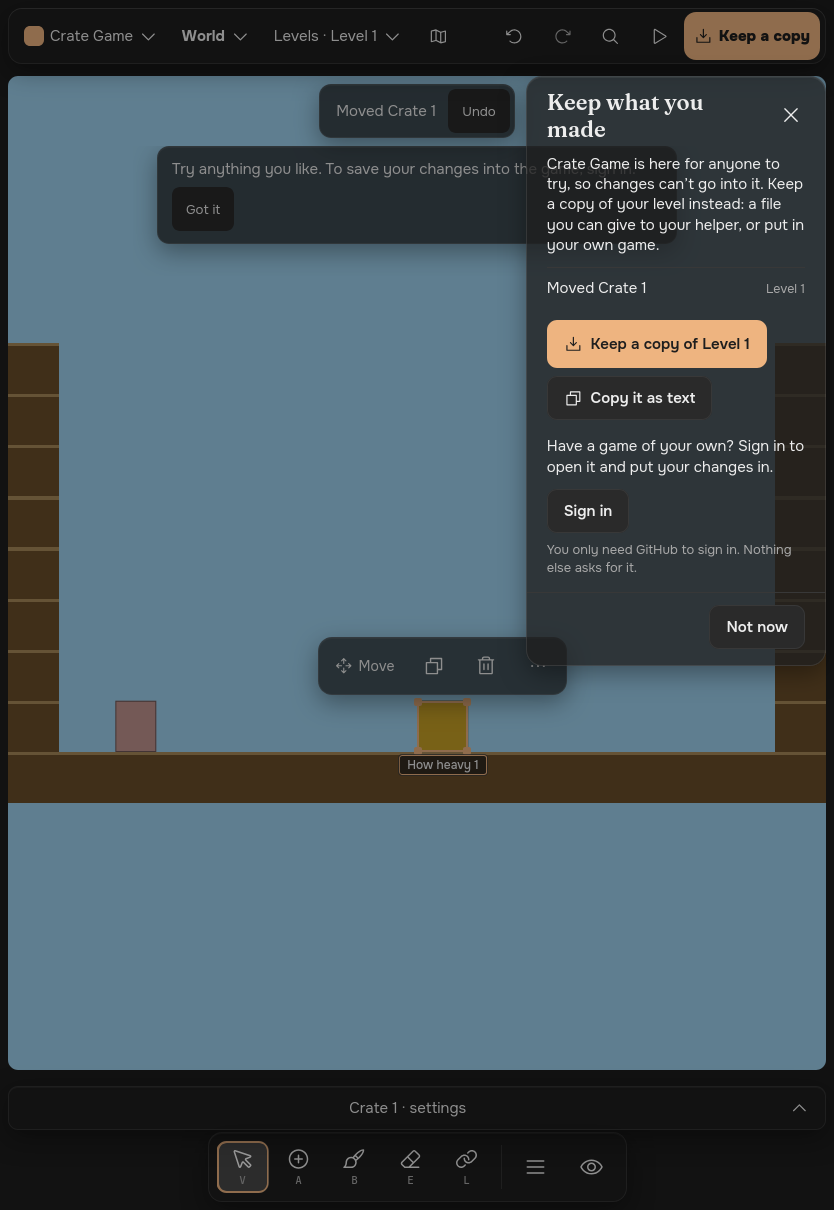 Crate Game
World
Levels · Level 1
Keep a copy
Moved Crate 1
Undo
Try anything you like. To save your changes into the game, sign in.
Got it
Keep what you
made
Crate Game is here for anyone to
try, so changes can't go into it. Keep
a copy of your level instead: a file
you can give to your helper, or put in
your own game.
Moved Crate 1
Level 1
Keep a copy of Level 1
Copy it as text
Have a game of your own? Sign in to
open it and put your changes in.
Sign in
You only need GitHub to sign in. Nothing
else asks for it.
Not now
Move
How heavy 1
Crate 1 · settings
V
A
B
E
L